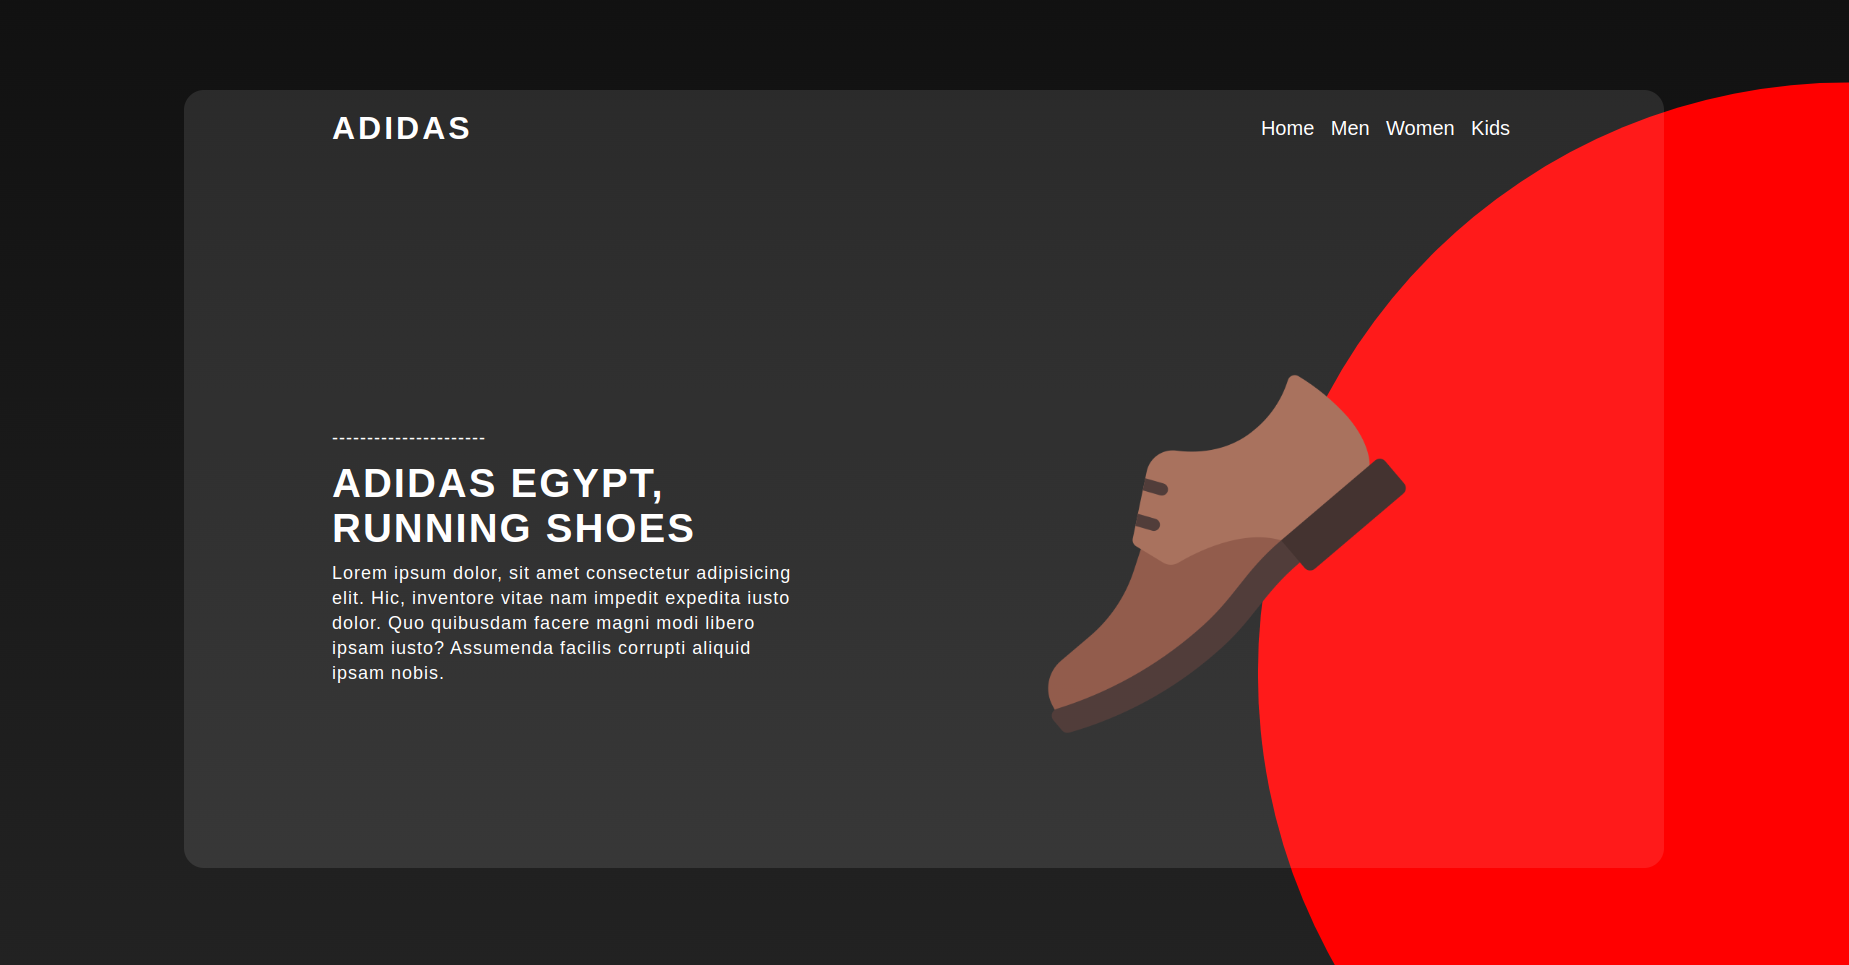 ADIDAS
Home Men Women Kids
----------------------
ADIDAS EGYPT,
RUNNING SHOES
Lorem ipsum dolor, sit amet consectetur adipisicing
elit. Hic, inventore vitae nam impedit expedita iusto
dolor. Quo quibusdam facere magni modi libero
ipsam iusto? Assumenda facilis corrupti aliquid
ipsam nobis.